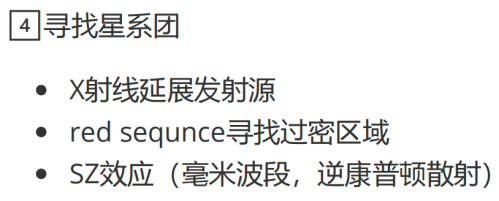 4 寻找星系团
• X射线延展发射源
• red sequnce寻找过密区域
• SZ效应（毫米波段，逆康普顿散射）